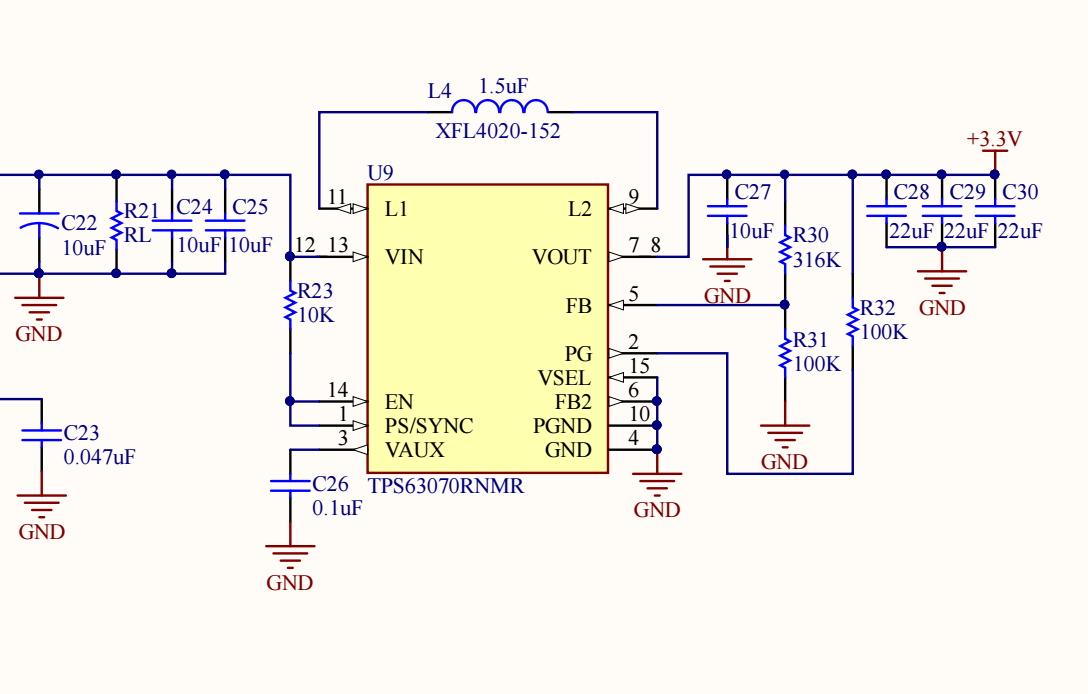 L4 1.5uF
XFL4020-152
+3.3V
U9
C22
10uF
R21
RL
C24
10uF
C25
10uF
11 L1
L2 9
12 13 VIN
VOUT 7 8
C27
10uF
GND
R30
316K
C28
22uF
C29
22uF
C30
22uF
GND
GND
R23
10K
FB 5
R31
100K
GND
R32
100K
PG 2
VSEL 15
14 EN
FB2 6
1 PS/SYNC
PGND 10
3 VAUX
GND 4
GND
C23
0.047uF
GND
C26
0.1uF
GND
TPS63070RNMR